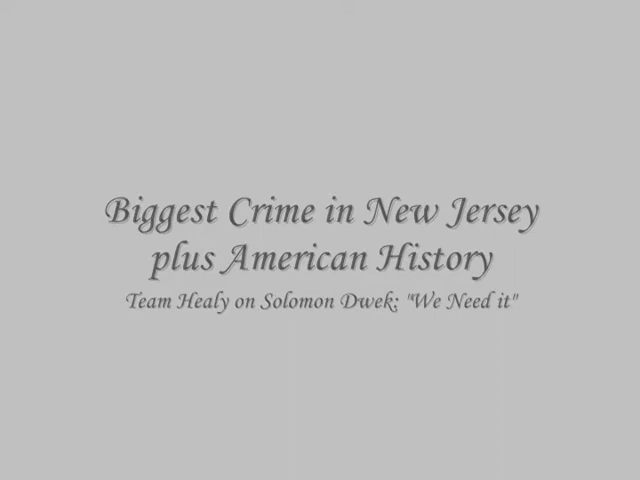 Biggest Crime in New Jersey
plus American History
Team Healy on Solomon Dwek: "We Need it"